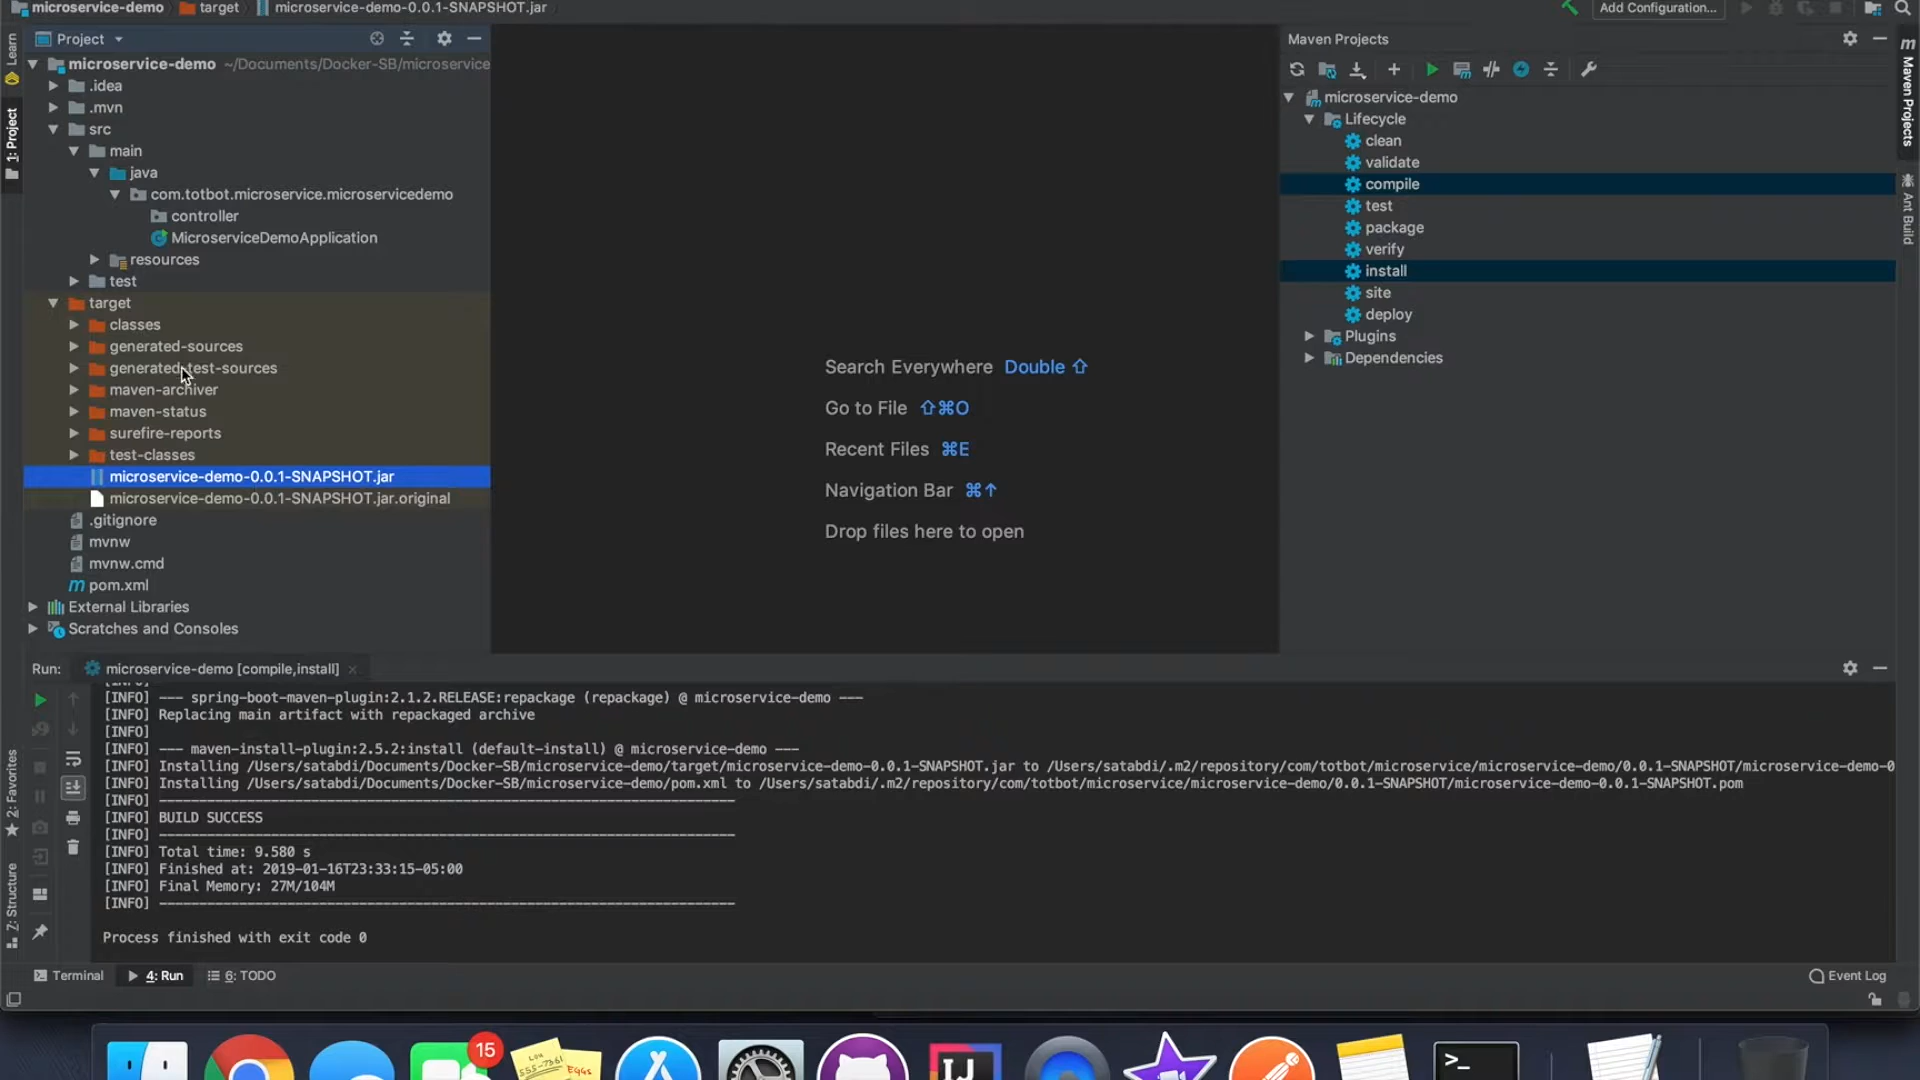 microservice-demo target microservice-demo-0.0.1-SNAPSHOT.jar
Add Configuration...
Learn
1: Project
2: Favorites
7: Structure
Project
microservice-demo ~/Documents/Docker-SB/microservice
.idea
.mvn
src
main
java
com.totbot.microservice.microservicedemo
controller
MicroserviceDemoApplication
resources
test
target
classes
generated-sources
generated-test-sources
maven-archiver
maven-status
surefire-reports
test-classes
microservice-demo-0.0.1-SNAPSHOT.jar
microservice-demo-0.0.1-SNAPSHOT.jar.original
.gitignore
mvnw
mvnw.cmd
pom.xml
External Libraries
Scratches and Consoles
Search Everywhere Double ⇧
Go to File ⇧⌘O
Recent Files ⌘E
Navigation Bar ⌘↑
Drop files here to open
Maven Projects
microservice-demo
Lifecycle
clean
validate
compile
test
package
verify
install
site
deploy
Plugins
Dependencies
Maven Projects
Ant Build
Run: microservice-demo [compile,install]
[INFO] --- spring-boot-maven-plugin:2.1.2.RELEASE:repackage (repackage) @ microservice-demo ---
[INFO] Replacing main artifact with repackaged archive
[INFO]
[INFO] --- maven-install-plugin:2.5.2:install (default-install) @ microservice-demo ---
[INFO] Installing /Users/satabdi/Documents/Docker-SB/microservice-demo/target/microservice-demo-0.0.1-SNAPSHOT.jar to /Users/satabdi/.m2/repository/com/totbot/microservice/microservice-demo/0.0.1-SNAPSHOT/microservice-demo-0
[INFO] Installing /Users/satabdi/Documents/Docker-SB/microservice-demo/pom.xml to /Users/satabdi/.m2/repository/com/totbot/microservice/microservice-demo/0.0.1-SNAPSHOT/microservice-demo-0.0.1-SNAPSHOT.pom
[INFO] ------------------------------------------------------------------------
[INFO] BUILD SUCCESS
[INFO] ------------------------------------------------------------------------
[INFO] Total time: 9.580 s
[INFO] Finished at: 2019-01-16T23:33:15-05:00
[INFO] Final Memory: 27M/104M
[INFO] ------------------------------------------------------------------------
Process finished with exit code 0
Terminal 4: Run 6: TODO
Event Log
15
555-7361
EGGS
IJ
>_